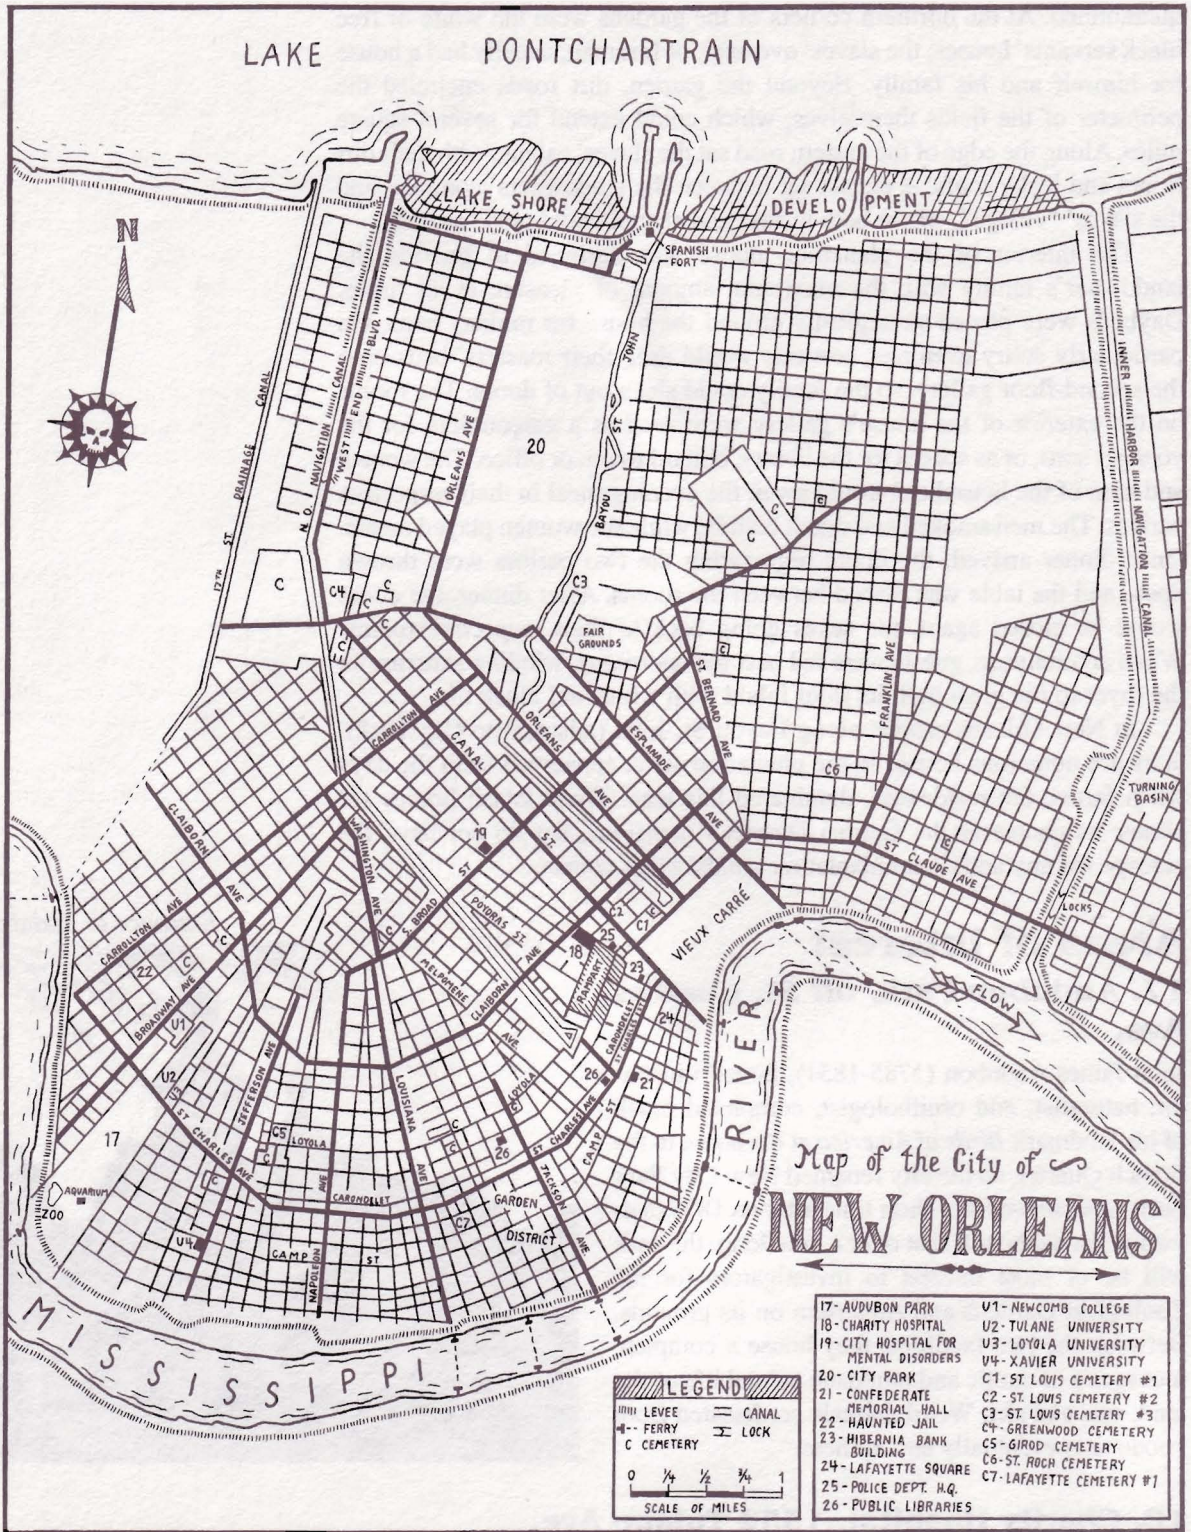 LAKE PONTCHARTRAIN
LAKE SHORE
DEVELOPMENT
N
SPANISH
FORT
17TH ST. DRAINAGE CANAL
N.O. NAVIGATION CANAL
WEST END BLVD.
ORLEANS AVE
20
BAYOU ST. JOHN
INNER HARBOR NAVIGATION CANAL
C
C
C
C
C4
C
C
C
C
C3
FAIR
GROUNDS
C
ST. BERNARD AVE
FRANKLIN AVE
CARROLLTON AVE
CANAL ST.
ORLEANS AVE
ESPLANADE AVE
C6
TURNING
BASIN
CLAIBORN AVE
WASHINGTON AVE
19
C
ST CLAUDE AVE
S. BROAD ST
POYDRAS ST
VIEUX CARRÉ
LOCKS
CARROLLTON AVE
C
C
C
C2
C1
C
22
18
25
23
MELPOMENE AVE
CLAIBORN AVE
RAMPART
CARONDELET
ST CHARLES
24
FLOW
BROADWAY AVE
U1
U2
U3
JEFFERSON AVE
LOUISIANA AVE
LOYOLA
26
21
RIVER
ST CHARLES AVE
ST CHARLES AVE
CAMP ST
17
C5
LOYOLA
C
C
C
26
JACKSON AVE
AQUARIUM
ZOO
C
CARONDELET
GARDEN
DISTRICT
C7
U4
CAMP ST
NAPOLEON AVE
MISSISSIPPI
Map of the City of
NEW ORLEANS
17- AUDUBON PARK
18- CHARITY HOSPITAL
19- CITY HOSPITAL FOR
MENTAL DISORDERS
20- CITY PARK
21- CONFEDERATE
MEMORIAL HALL
22- HAUNTED JAIL
23- HIBERNIA BANK
BUILDING
24- LAFAYETTE SQUARE
25- POLICE DEPT. H.Q.
26- PUBLIC LIBRARIES
U1- NEWCOMB COLLEGE
U2- TULANE UNIVERSITY
U3- LOYOLA UNIVERSITY
U4- XAVIER UNIVERSITY
C1- ST. LOUIS CEMETERY #1
C2- ST. LOUIS CEMETERY #2
C3- ST. LOUIS CEMETERY #3
C4- GREENWOOD CEMETERY
C5- GIROD CEMETERY
C6- ST. ROCH CEMETERY
C7- LAFAYETTE CEMETERY #1
LEGEND
LEVEE
CANAL
FERRY
LOCK
C CEMETERY
0 1/4 1/2 3/4 1
SCALE OF MILES